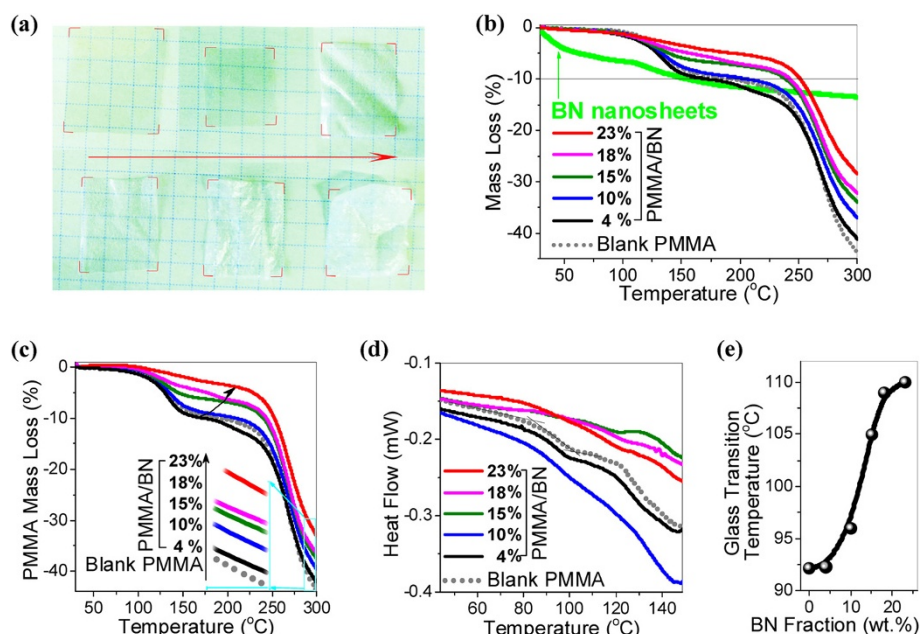 (a)
(b)
Mass Loss (%)
0
-10
-20
-30
-40
BN nanosheets
23%
18%
15%
10%
4 %
PMMA/BN
Blank PMMA
50 100 150 200 250 300
Temperature (°C)
(c)
PMMA Mass Loss (%)
0
-10
-20
-30
-40
23%
18%
15%
10%
4 %
PMMA/BN
Blank PMMA
50 100 150 200 250 300
Temperature (°C)
(d)
Heat Flow (mW)
-0.1
-0.2
-0.3
-0.4
23%
18%
15%
10%
4%
PMMA/BN
Blank PMMA
60 80 100 120 140
Temperature (°C)
(e)
Glass Transition
Temperature (°C)
110
105
100
95
90
0 10 20
BN Fraction (wt.%)